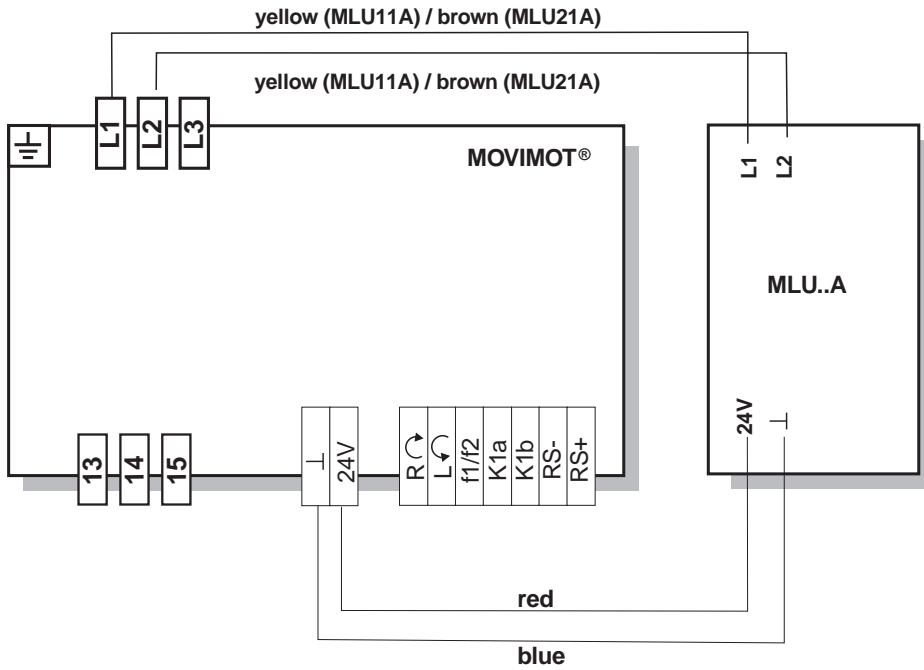 yellow (MLU11A) / brown (MLU21A)
yellow (MLU11A) / brown (MLU21A)
L1
L2
L3
MOVIMOT®
L1
L2
MLU..A
24V
⊥
13
14
15
⊥
24V
R
L
f1/f2
K1a
K1b
RS-
RS+
red
blue